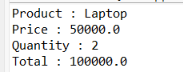 Product : Laptop
Price : 50000.0
Quantity : 2
Total : 100000.0